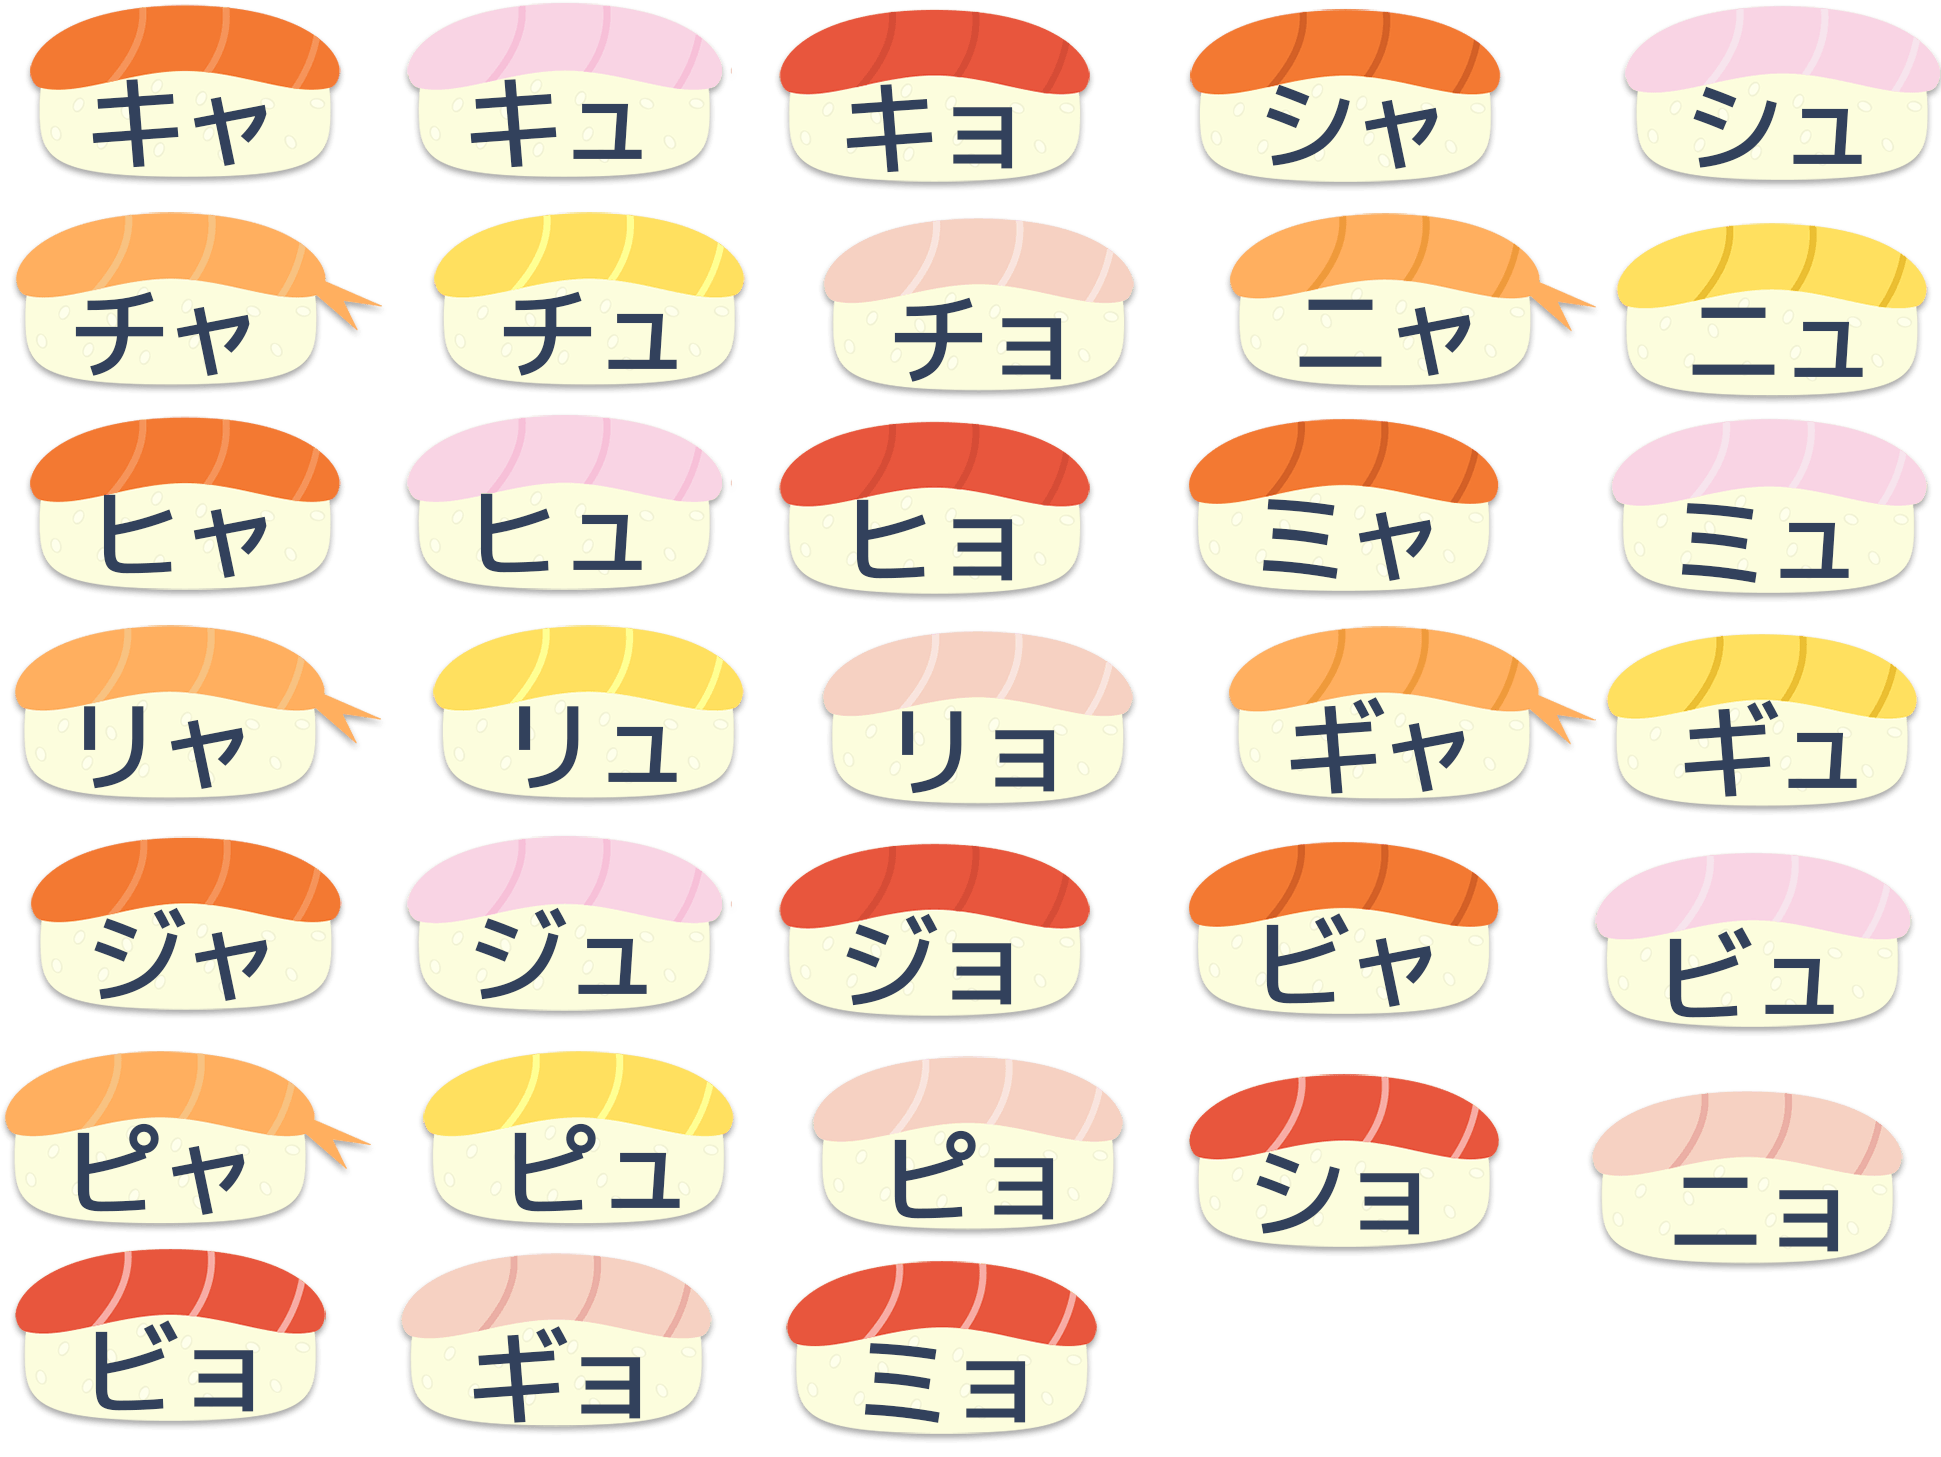 キャ キュ キョ シャ シュ
チャ チュ チョ ニャ ニュ
ヒャ ヒュ ヒョ ミャ ミュ
リャ リュ リョ ギャ ギュ
ジャ ジュ ジョ ビャ ビュ
ピャ ピュ ピョ ショ ニョ
ビョ ギョ ミョ